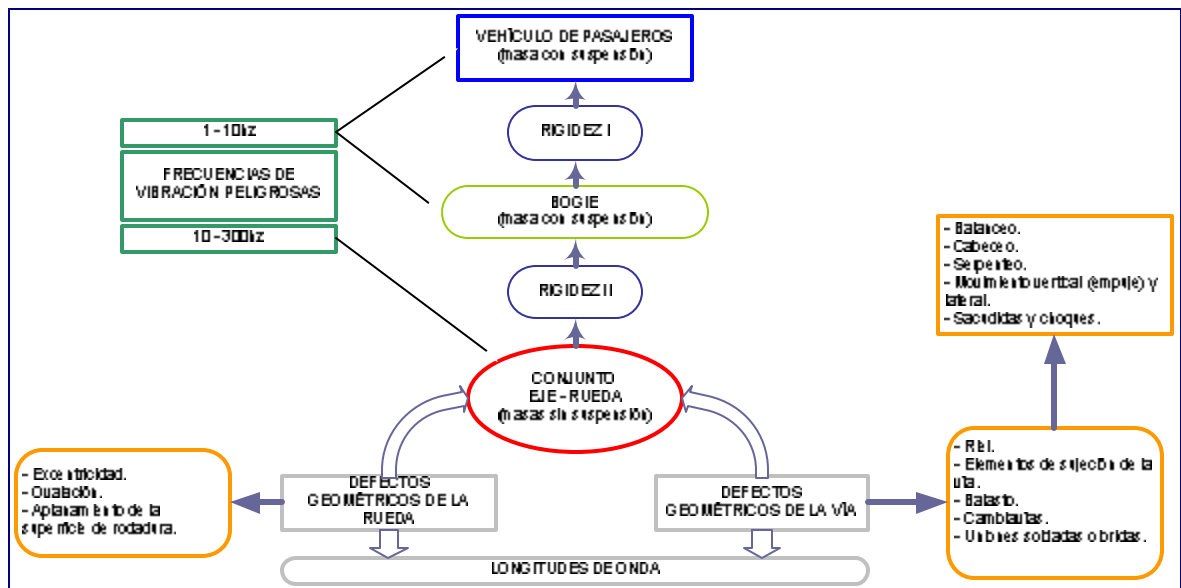 VEHÍCULO DE PASAJEROS
(masa con suspensión)
RIGIDEZ I
1 - 10hz
FRECUENCIAS DE
VIBRACIÓN PELIGROSAS
10 - 300hz
BOGIE
(masa con suspensión)
RIGIDEZ II
- Balanceo.
- Cabeceo.
- Serpenteo.
- Movimiento vertical (empuje) y
lateral.
- Sacudidas y choques.
CONJUNTO
EJE - RUEDA
(masas sin suspensión)
- Excentricidad.
- Ovalación.
- Aplanamiento de la
superficie de rodadura.
DEFECTOS
GEOMÉTRICOS DE LA
RUEDA
DEFECTOS
GEOMÉTRICOS DE LA VÍA
- Riel.
- Elementos de sujeción de la
vía.
- Balasto.
- Cambiavías.
- Uniones soldadas o bridas.
LONGITUDES DE ONDA